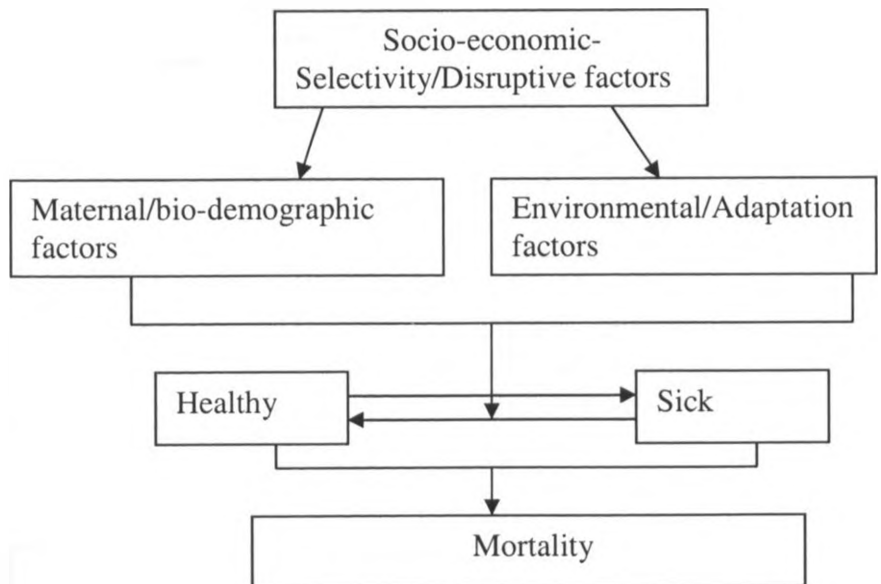 Socio-economic-
Selectivity/Disruptive factors
Maternal/bio-demographic
factors
Environmental/Adaptation
factors
Healthy
Sick
Mortality